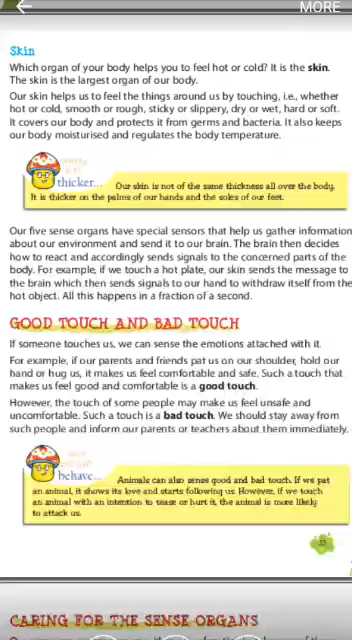 MORE
Skin
Which organ of your body helps you to feel hot or cold? It is the skin.
The skin is the largest organ of our body.
Our skin helps us to feel the things around us by touching, i.e., whether
hot or cold, smooth or rough, sticky or slippery, dry or wet, hard or soft.
It covers our body and protects it from germs and bacteria. It also keeps
our body moisturised and regulates the body temperature.
thicker... Our skin is not of the same thickness all over the body.
It is thicker on the palms of our hands and the soles of our feet.
Our five sense organs have special sensors that help us gather information
about our environment and send it to our brain. The brain then decides
how to react and accordingly sends signals to the concerned parts of the
body. For example, if we touch a hot plate, our skin sends the message to
the brain which then sends signals to our hand to withdraw itself from the
hot object. All this happens in a fraction of a second.
GOOD TOUCH AND BAD TOUCH
If someone touches us, we can sense the emotions attached with it.
For example, if our parents and friends pat us on our shoulder, hold our
hand or hug us, it makes us feel comfortable and safe. Such a touch that
makes us feel good and comfortable is a good touch.
However, the touch of some people may make us feel unsafe and
uncomfortable. Such a touch is a bad touch. We should stay away from
such people and inform our parents or teachers about them immediately.
behave... Animals can also sense good and bad touch. If we pat
an animal, it shows its love and starts following us. However, if we touch
an animal with an intention to tease or hurt it, the animal is more likely
to attack us.
CARING FOR THE SENSE ORGANS